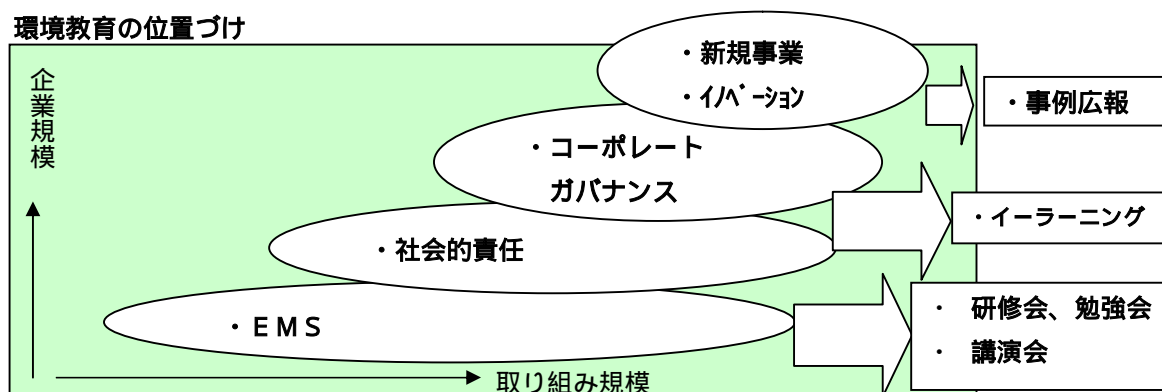 環境教育の位置づけ
企業規模
・新規事業
・ｲﾉﾍﾞｰｼｮﾝ
・事例広報
・コーポレート
ガバナンス
・イーラーニング
・社会的責任
・ＥＭＳ
・ 研修会、勉強会
・ 講演会
取り組み規模